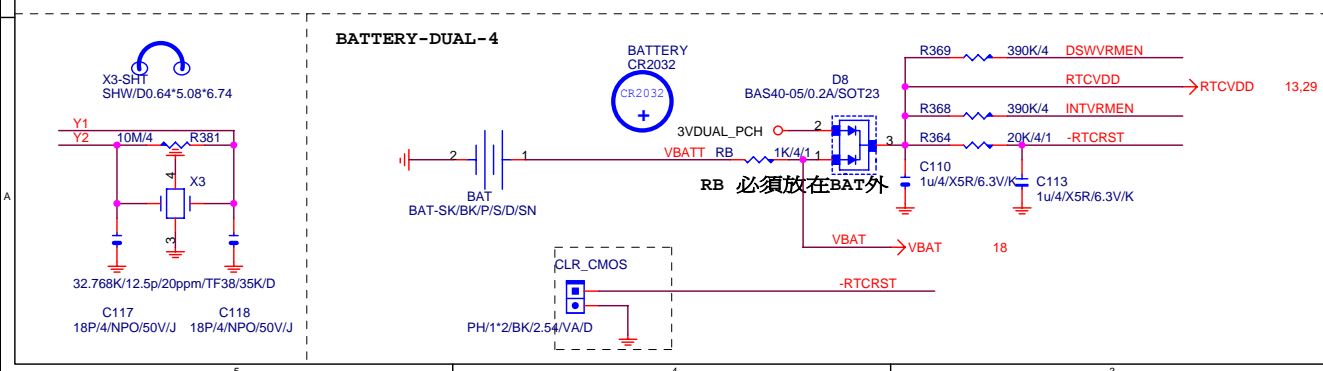 BATTERY-DUAL-4
X3-SHT
SHW/D0.64*5.08*6.74
Y1
Y2
10M/4
R381
4
X3
3
32.768K/12.5p/20ppm/TF38/35K/D
C117
18P/4/NPO/50V/J
C118
18P/4/NPO/50V/J
BATTERY
CR2032
CR2032
+
D8
BAS40-05/0.2A/SOT23
3VDUAL_PCH
2
2
1
VBATT
RB
1K/4/1
1
3
BAT
BAT-SK/BK/P/S/D/SN
RB 必須放在BAT外
R369
390K/4
DSWVRMEN
RTCVDD
RTCVDD
13,29
R368
390K/4
INTVRMEN
R364
20K/4/1
-RTCRST
C110
1u/4/X5R/6.3V/K
C113
1u/4/X5R/6.3V/K
VBAT
VBAT
18
CLR_CMOS
-RTCRST
PH/1*2/BK/2.54/VA/D
A